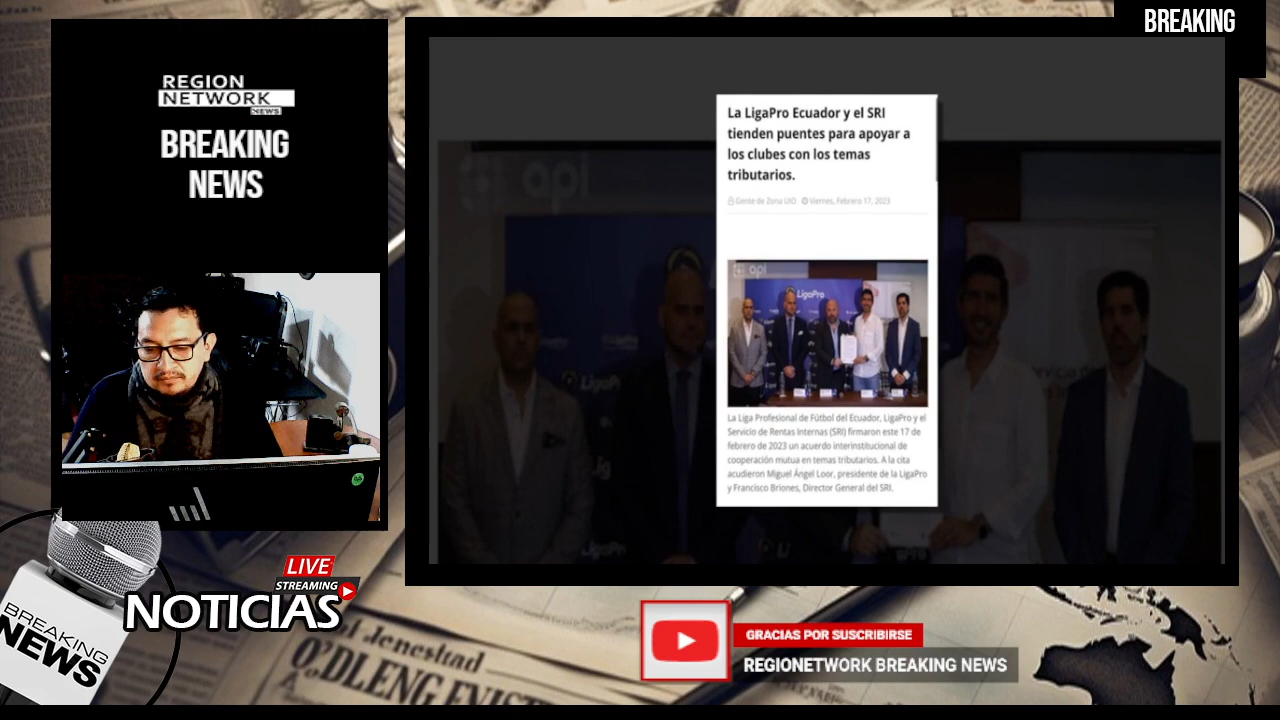 BREAKING
REGION
NETWORK
NEWS
BREAKING
NEWS
api
La LigaPro Ecuador y el SRI
tienden puentes para apoyar a
los clubes con los temas
tributarios.
Gente de Zona UIO Viernes, Febrero 17, 2023
api
LigaPro
La Liga Profesional de Fútbol del Ecuador, LigaPro y el
Servicio de Rentas Internas (SRI) firmaron este 17 de
febrero de 2023 un acuerdo interinstitucional de
cooperación mutua en temas tributarios. A la cita
acudieron Miguel Ángel Loor, presidente de la LigaPro
y Francisco Briones, Director General del SRI.
LigaPro
LigaPro
LIVE
STREAMING
NOTICIAS
BREAKING
NEWS
GRACIAS POR SUSCRIBIRSE
REGIONETWORK BREAKING NEWS